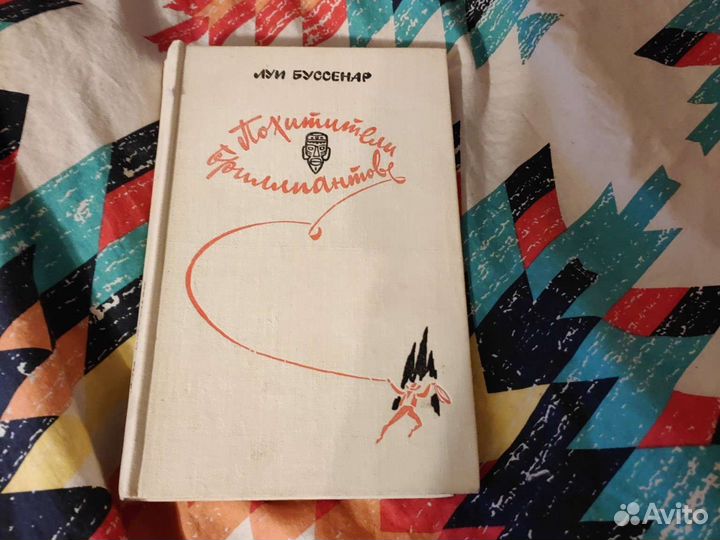 ЛУИ БУССЕНАР
Похитители
бриллиантов
Avito